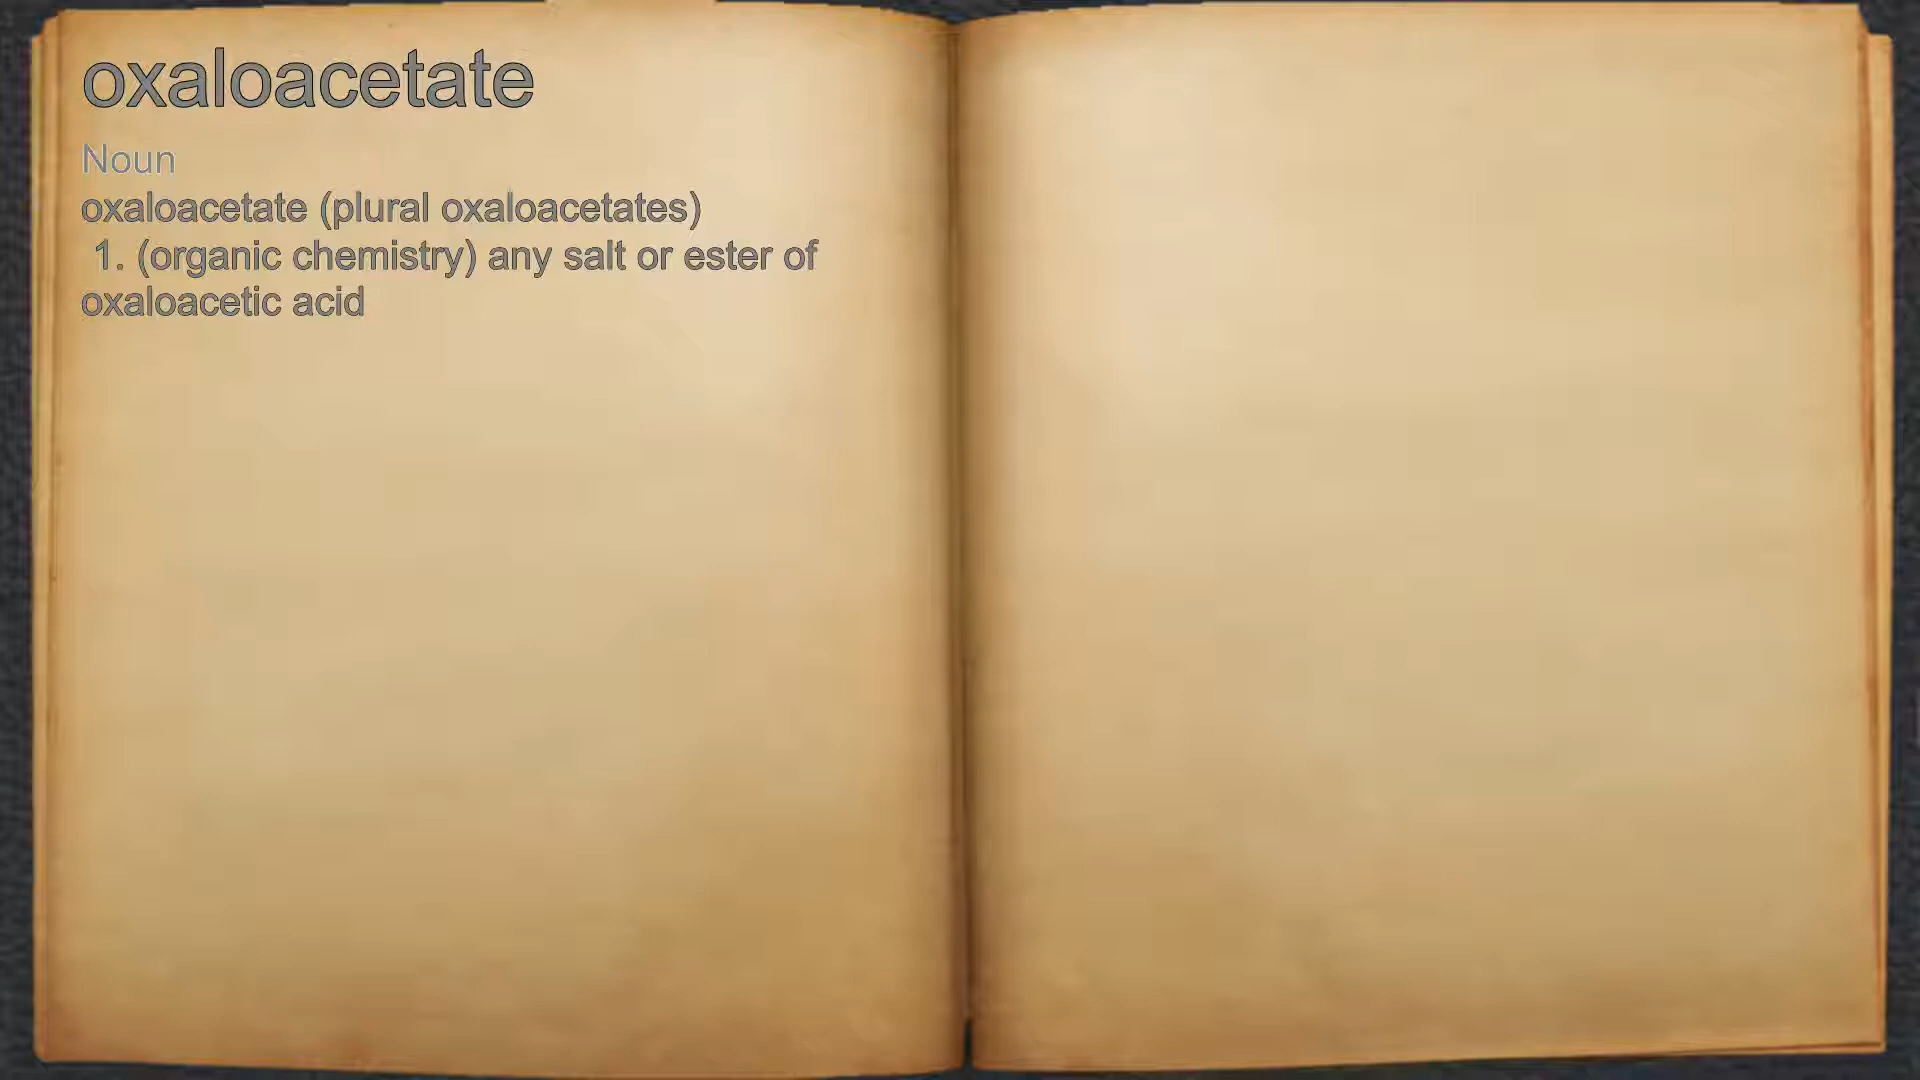 oxaloacetate
Noun
oxaloacetate (plural oxaloacetates)
1. (organic chemistry) any salt or ester of
oxaloacetic acid